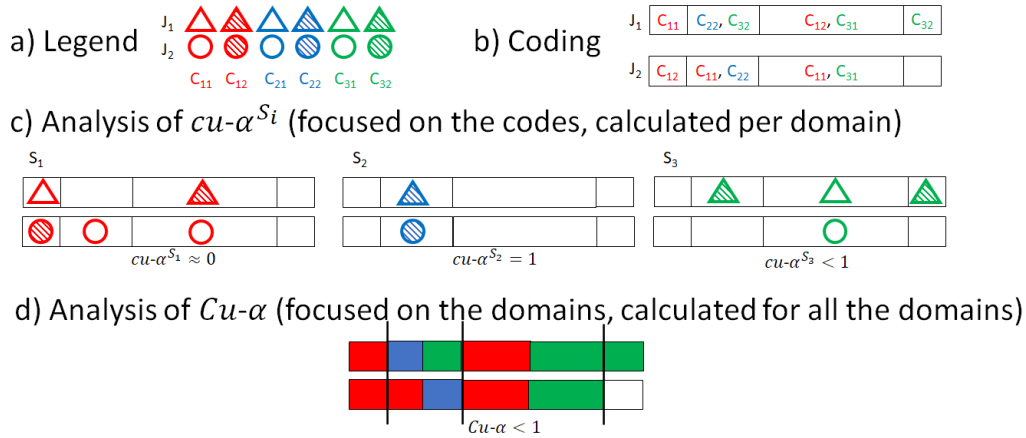 a) Legend
J₁
J₂
C₁₁ C₁₂ C₂₁ C₂₂ C₃₁ C₃₂
b) Coding
J₁ C₁₁ C₂₂, C₃₂ C₁₂, C₃₁ C₃₂
J₂ C₁₂ C₁₁, C₂₂ C₁₁, C₃₁
c) Analysis of cu-α^{S_i} (focused on the codes, calculated per domain)
S₁ S₂ S₃
cu-α^{S₁} ≈ 0 cu-α^{S₂} = 1 cu-α^{S₃} < 1
d) Analysis of Cu-α (focused on the domains, calculated for all the domains)
Cu-α < 1